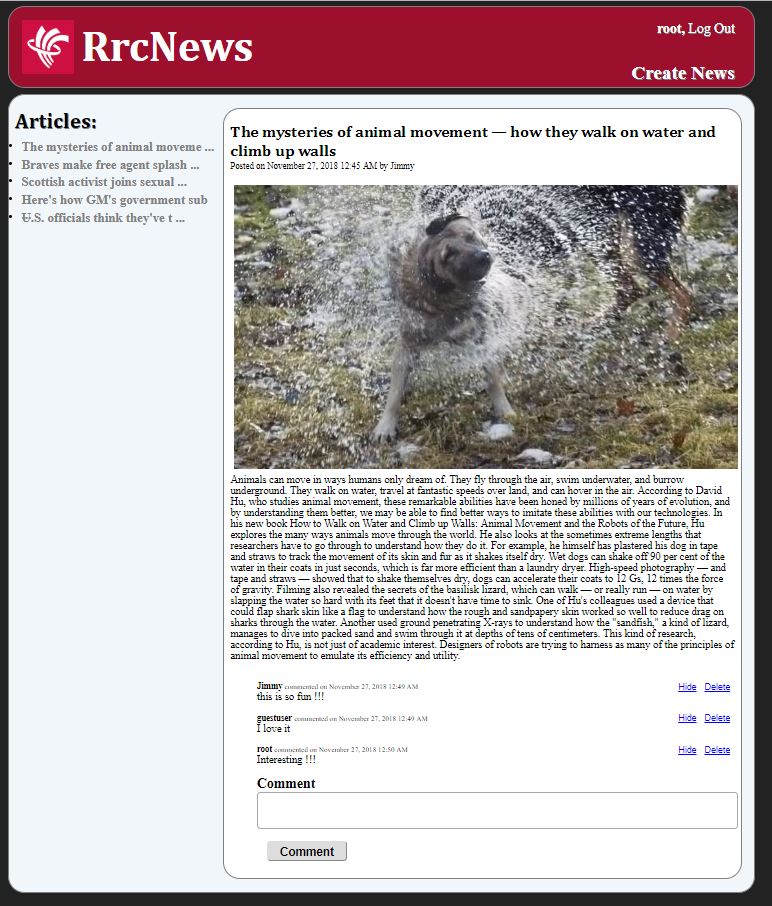 RrcNews
root, Log Out
Create News
Articles:
The mysteries of animal moveme ...
Braves make free agent splash ...
Scottish activist joins sexual ...
Here's how GM's government sub
U.S. officials think they've t ...
The mysteries of animal movement — how they walk on water and
climb up walls
Posted on November 27, 2018 12:45 AM by Jimmy
Animals can move in ways humans only dream of. They fly through the air, swim underwater, and burrow
underground. They walk on water, travel at fantastic speeds over land, and can hover in the air. According to David
Hu, who studies animal movement, these remarkable abilities have been honed by millions of years of evolution, and
by understanding them better, we may be able to find better ways to imitate these abilities with our technologies. In
his new book How to Walk on Water and Climb up Walls: Animal Movement and the Robots of the Future, Hu
explores the many ways animals move through the world. He also looks at the sometimes extreme lengths that
researchers have to go through to understand how they do it. For example, he himself has plastered his dog in tape
and straws to track the movement of its skin and fur as it shakes itself dry. Wet dogs can shake off 90 per cent of the
water in their coats in just seconds, which is far more efficient than a laundry dryer. High-speed photography — and
tape and straws — showed that to shake themselves dry, dogs can accelerate their coats to 12 Gs, 12 times the force
of gravity. Filming also revealed the secrets of the basilisk lizard, which can walk — or really run — on water by
slapping the water so hard with its feet that it doesn't have time to sink. One of Hu's colleagues used a device that
could flap shark skin like a flag to understand how the rough and sandpapery skin worked so well to reduce drag on
sharks through the water. Another used ground penetrating X-rays to understand how the "sandfish," a kind of lizard,
manages to dive into packed sand and swim through it at depths of tens of centimeters. This kind of research,
according to Hu, is not just of academic interest. Designers of robots are trying to harness as many of the principles of
animal movement to emulate its efficiency and utility.
Jimmy commented on November 27, 2018 12:49 AM Hide Delete
this is so fun !!!
guestuser commented on November 27, 2018 12:49 AM Hide Delete
I love it
root commented on November 27, 2018 12:50 AM Hide Delete
Interesting !!!
Comment
Comment